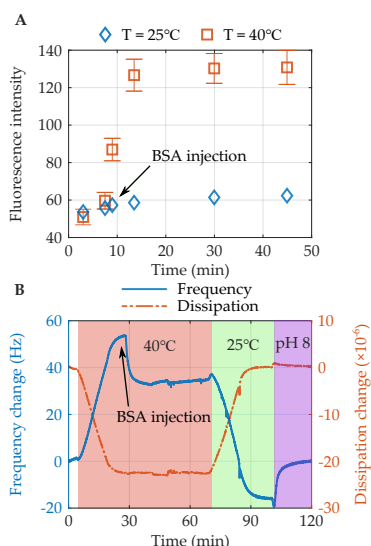 A
T = 25°C T = 40°C
140
120
100
80
60
40
Fluorescence intensity
BSA injection
0 10 20 30 40 50
Time (min)
B
Frequency
Dissipation
60
40
20
0
-20
Frequency change (Hz)
40°C 25°C pH 8
BSA injection
10
0
-10
-20
-30
Dissipation change (×10-6)
0 30 60 90 120
Time (min)